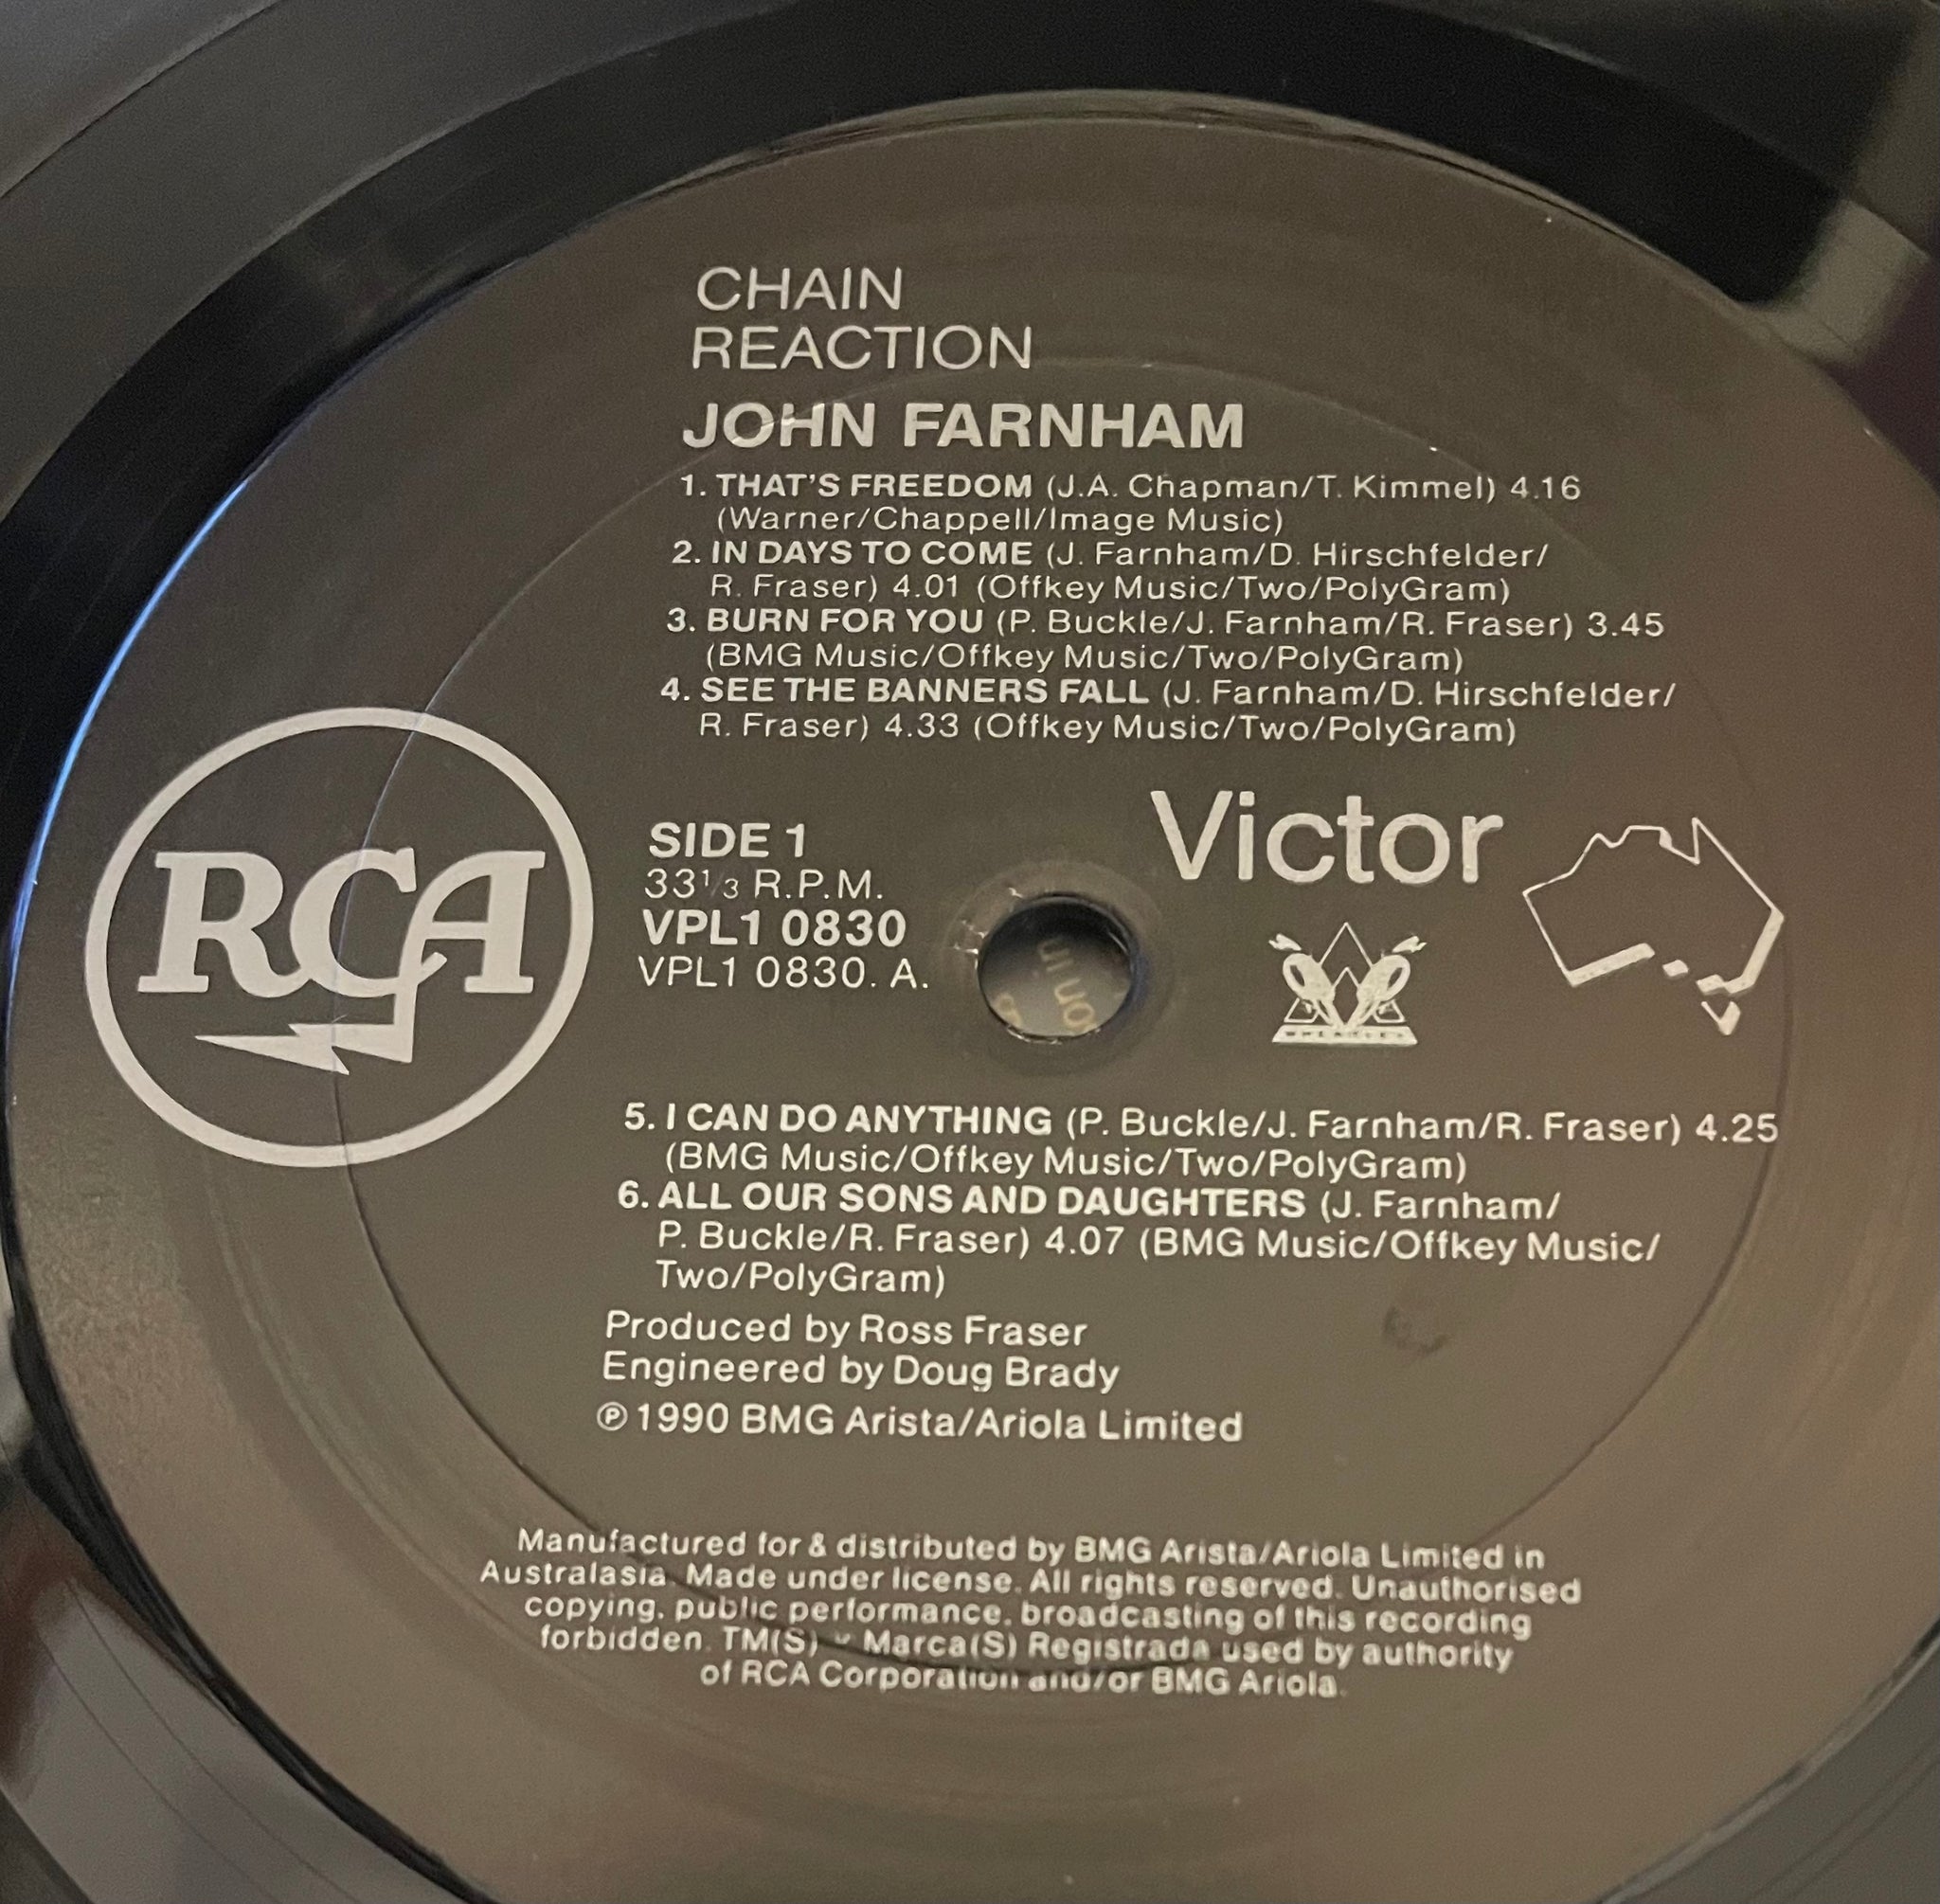 CHAIN
REACTION
JOHN FARNHAM
1. THAT'S FREEDOM (J.A. Chapman/T. Kimmel) 4.16
(Warner/Chappell/Image Music)
2. IN DAYS TO COME (J. Farnham/D. Hirschfelder/
R. Fraser) 4.01 (Offkey Music/Two/PolyGram)
3. BURN FOR YOU (P. Buckle/J. Farnham/R. Fraser) 3.45
(BMG Music/Offkey Music/Two/PolyGram)
4. SEE THE BANNERS FALL (J. Farnham/D. Hirschfelder/
R. Fraser) 4.33 (Offkey Music/Two/PolyGram)
RCA
SIDE 1
33 1/3 R.P.M.
VPL1 0830
VPL1 0830. A.
Victor
5. I CAN DO ANYTHING (P. Buckle/J. Farnham/R. Fraser) 4.25
(BMG Music/Offkey Music/Two/PolyGram)
6. ALL OUR SONS AND DAUGHTERS (J. Farnham/
P. Buckle/R. Fraser) 4.07 (BMG Music/Offkey Music/
Two/PolyGram)
Produced by Ross Fraser
Engineered by Doug Brady
℗ 1990 BMG Arista/Ariola Limited
Manufactured for & distributed by BMG Arista/Ariola Limited in
Australasia. Made under license. All rights reserved. Unauthorised
copying, public performance, broadcasting of this recording
forbidden. TM(S) y Marca(S) Registrada used by authority
of RCA Corporation and/or BMG Ariola.